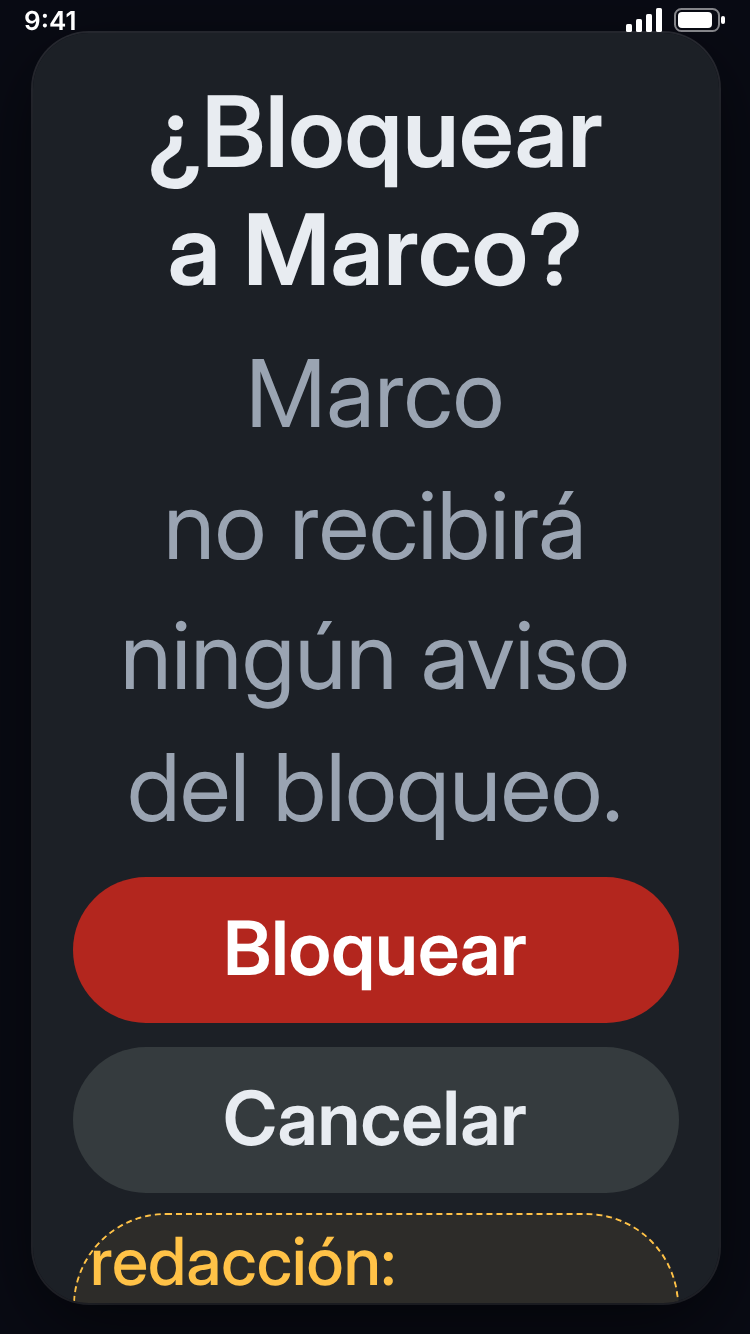 9:41
¿Bloquear
a Marco?
Marco
no recibirá
ningún aviso
del bloqueo.
Bloquear
Cancelar
redacción: